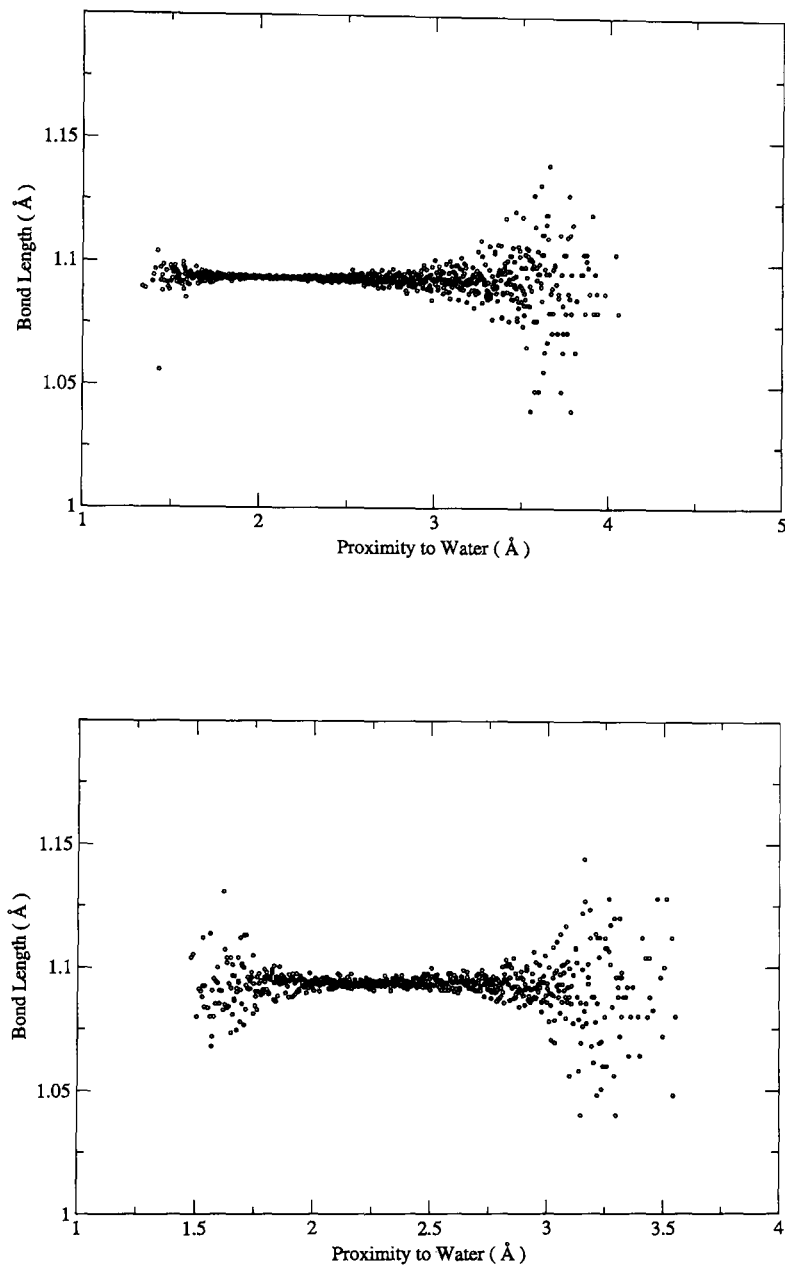 1.15
1.1
1.05
1
Bond Length ( Å )
1 2 3 4 5
Proximity to Water ( Å )
1.15
1.1
1.05
1
Bond Length ( Å )
1 1.5 2 2.5 3 3.5 4
Proximity to Water ( Å )